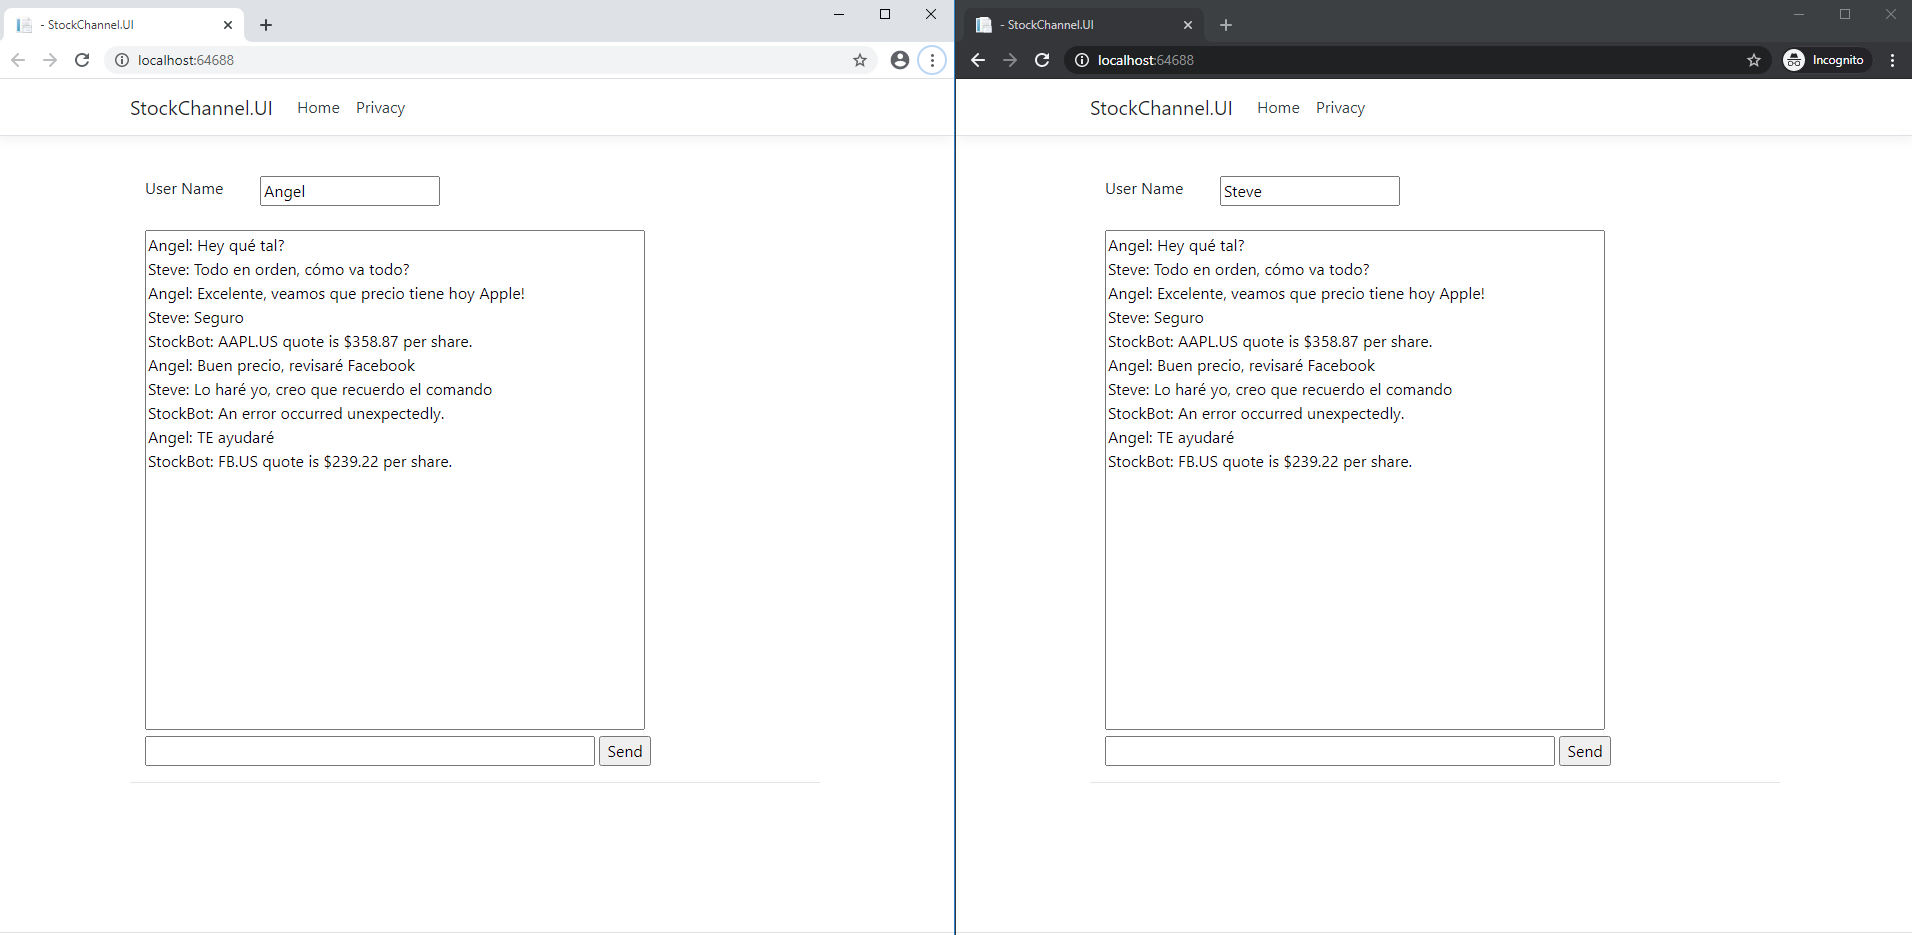 - StockChannel.UI
localhost:64688
StockChannel.UI Home Privacy
User Name Angel
Angel: Hey qué tal?
Steve: Todo en orden, cómo va todo?
Angel: Excelente, veamos que precio tiene hoy Apple!
Steve: Seguro
StockBot: AAPL.US quote is $358.87 per share.
Angel: Buen precio, revisaré Facebook
Steve: Lo haré yo, creo que recuerdo el comando
StockBot: An error occurred unexpectedly.
Angel: TE ayudaré
StockBot: FB.US quote is $239.22 per share.
Send
- StockChannel.UI
localhost:64688 Incognito
StockChannel.UI Home Privacy
User Name Steve
Angel: Hey qué tal?
Steve: Todo en orden, cómo va todo?
Angel: Excelente, veamos que precio tiene hoy Apple!
Steve: Seguro
StockBot: AAPL.US quote is $358.87 per share.
Angel: Buen precio, revisaré Facebook
Steve: Lo haré yo, creo que recuerdo el comando
StockBot: An error occurred unexpectedly.
Angel: TE ayudaré
StockBot: FB.US quote is $239.22 per share.
Send